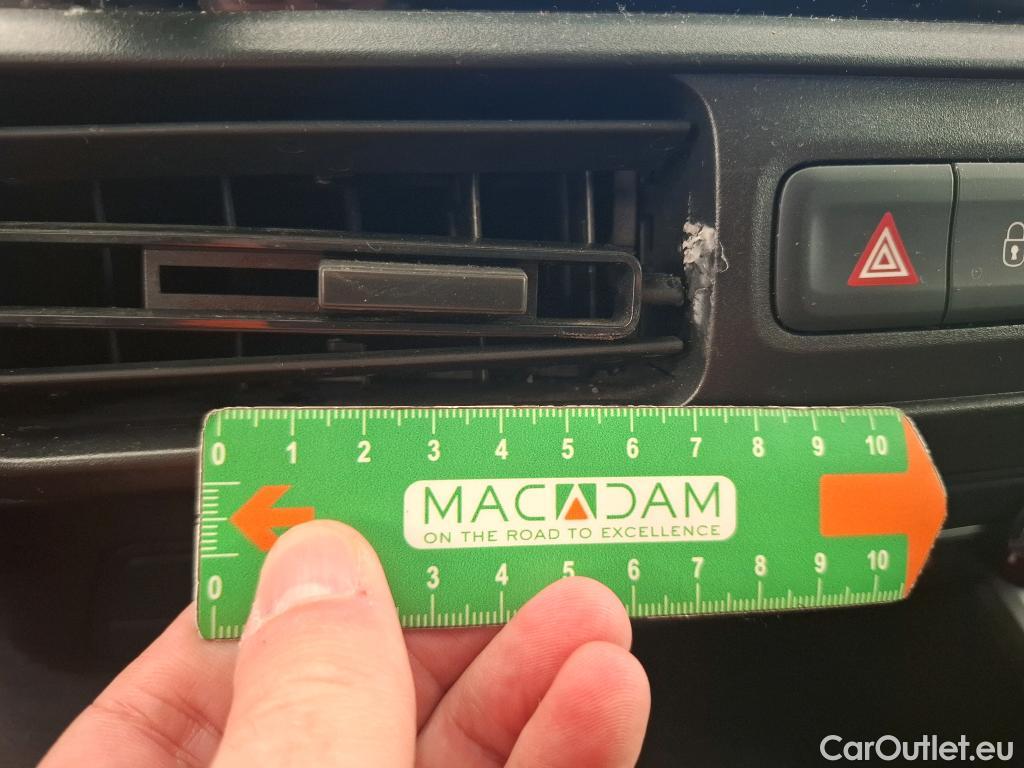 0 1 2 3 4 5 6 7 8 9 10
MACADAM
ON THE ROAD TO EXCELLENCE
0 3 4 5 6 7 8 9 10
CarOutlet.eu